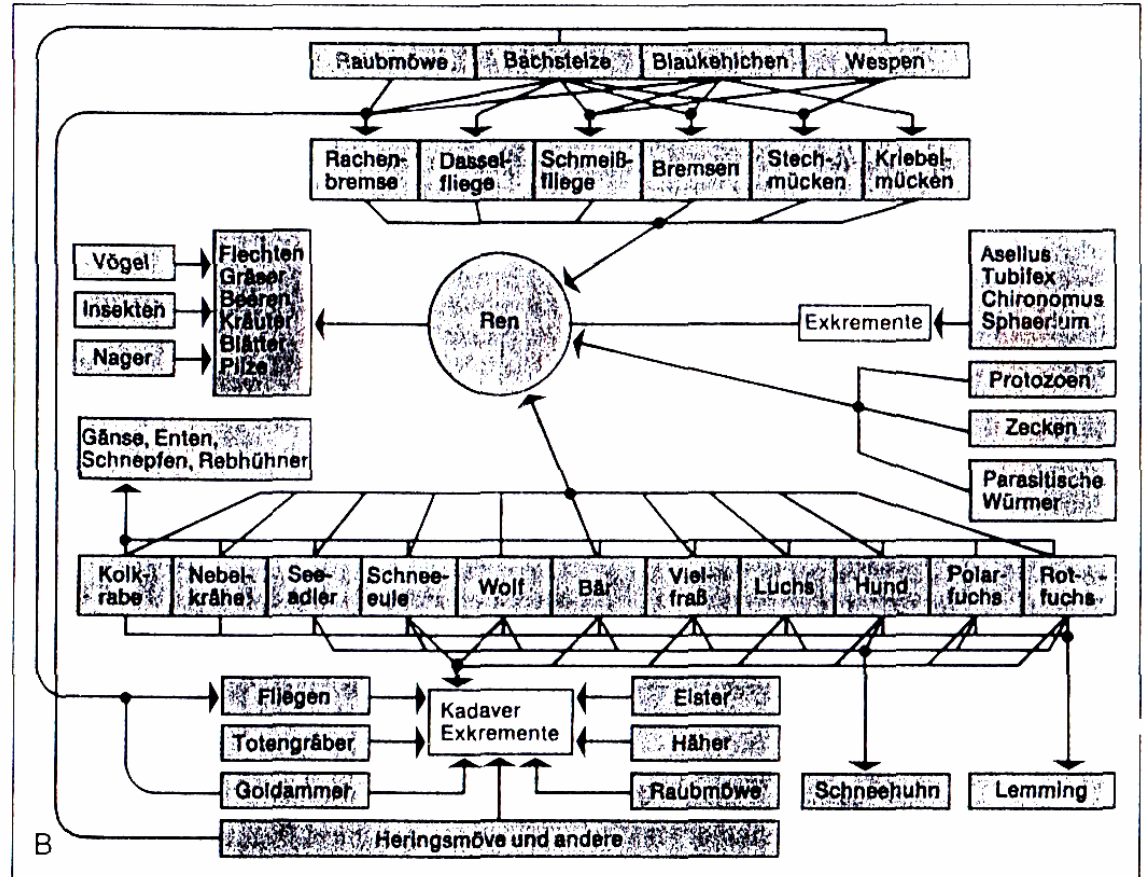 Raubmöwe
Bachstelze
Blaukehlchen
Wespen
Rachen-
bremse
Dassel-
fliege
Schmeiß-
fliege
Bremsen
Stech-
mücken
Kriebel-
mücken
Vögel
Insekten
Nager
Flechten
Gräser
Beeren
Kräuter
Blätter
Pilze
Ren
Exkremente
Asellus
Tubifex
Chironomus
Sphaerium
Protozoen
Zecken
Parasitische
Würmer
Gänse, Enten,
Schnepfen, Rebhühner
Kolk-
rabe
Nebel-
krähe
See-
adler
Schnee-
eule
Wolf
Bär
Viel-
fraß
Luchs
Hund
Polar-
fuchs
Rot-
fuchs
Fliegen
Totengräber
Goldammer
Kadaver
Exkremente
Elster
Häher
Raubmöwe
Schneehuhn
Lemming
Heringsmöve und andere
B